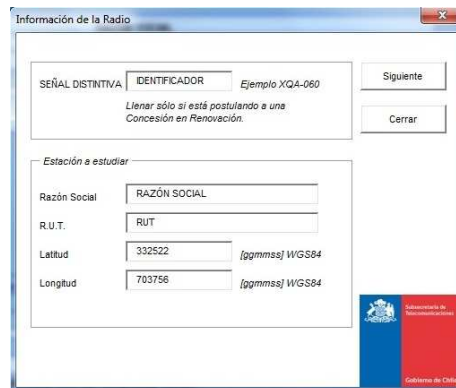 Información de la Radio
SEÑAL DISTINTIVA IDENTIFICADOR Ejemplo XQA-060
Llenar sólo si está postulando a una
Concesión en Renovación.
Siguiente
Cerrar
Estación a estudiar
Razón Social RAZÓN SOCIAL
R.U.T. RUT
Latitud 332522 [ggmmss] WGS84
Longitud 703756 [ggmmss] WGS84
Subsecretaría de
Telecomunicaciones
Gobierno de Chile